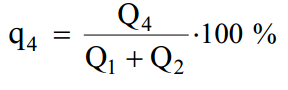 q₄ = Q₄ / (Q₁ + Q₂) · 100 %